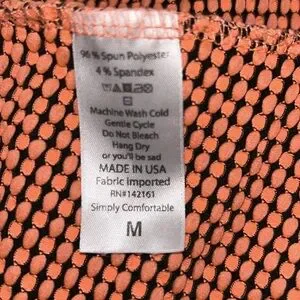 96 % Spun Polyester
4 % Spandex
Machine Wash Cold
Gentle Cycle
Do Not Bleach
Hang Dry
or you'll be sad
MADE IN USA
Fabric imported
RN#142161
Simply Comfortable
M